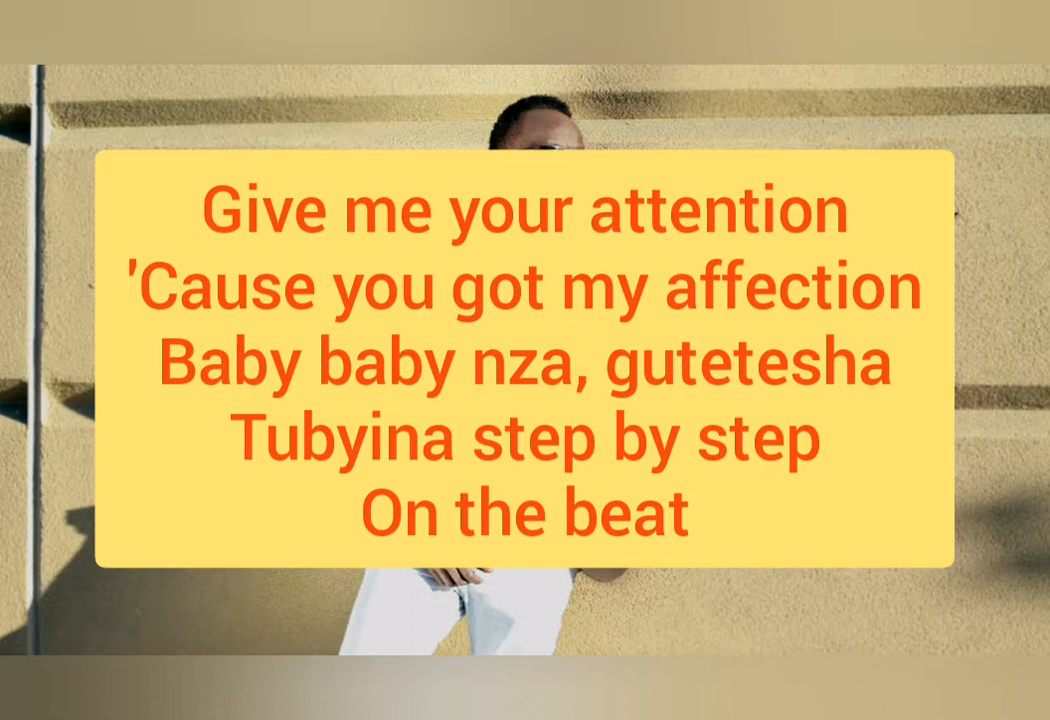 Give me your attention
'Cause you got my affection
Baby baby nza, gutetesha
Tubyina step by step
On the beat